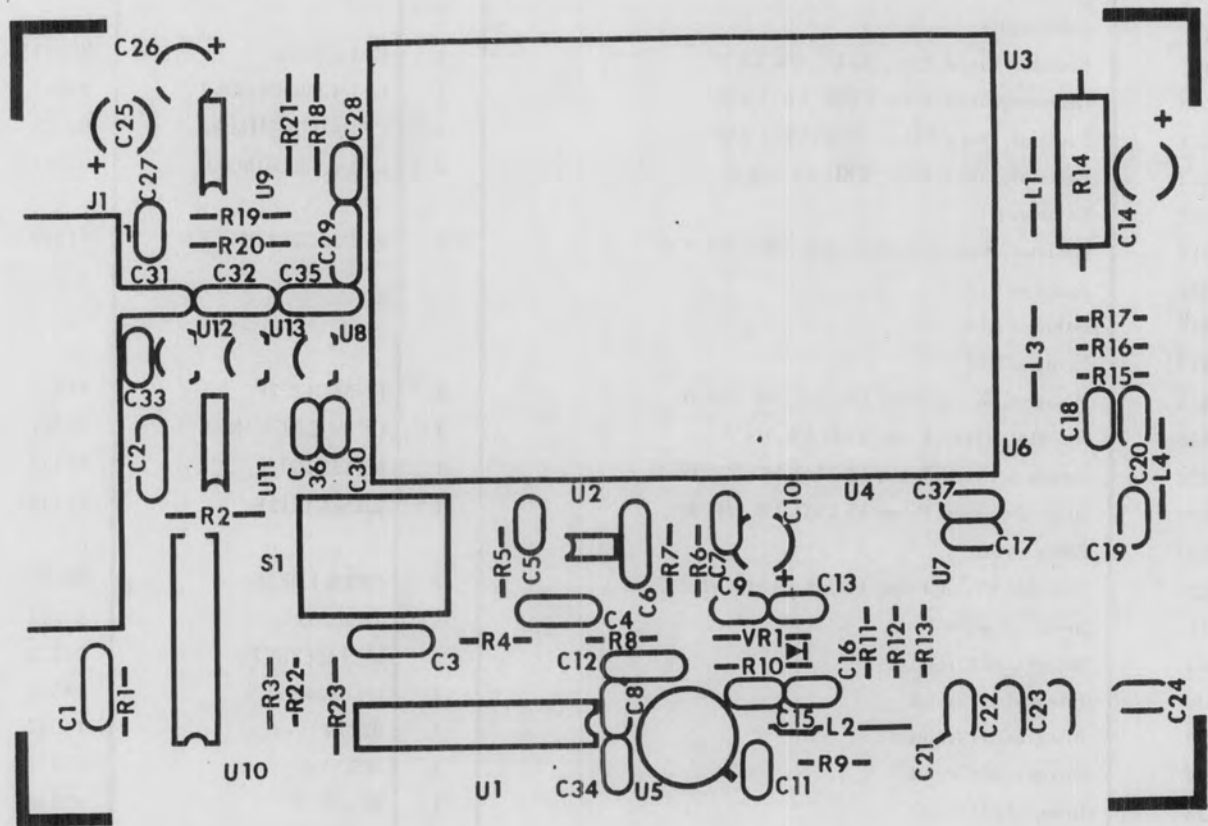 C26 +
U3
C25
+
R21
R18
C28
+
R14
L1
C14
C27
U9
J1
R19
R20
C29
C31
C32
C35
U12
U13
U8
R17
R16
R15
L3
C33
C18
C20
L4
C2
U11
36
C30
U6
R2
U2
C10
U4
C37
C17
C19
S1
R5
C5
C6
R7
R6
C7
U7
C9
+
C13
C4
R4
R8
VR1
C3
C12
R10
C16
R11
R12
R13
C1
R1
R3
R22
R23
C8
C15
L2
C21
C22
C23
C24
U10
U1
C34
U5
C11
R9